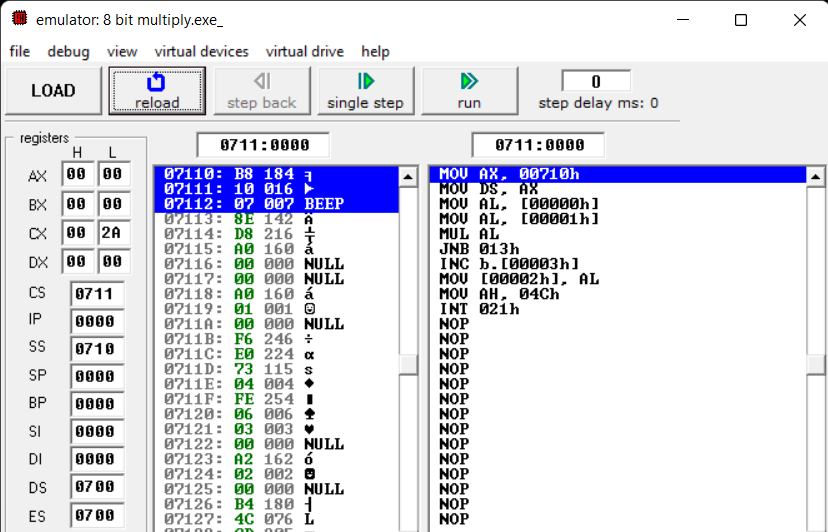 emulator: 8 bit multiply.exe_
file debug view virtual devices virtual drive help
LOAD reload step back single step run 0
step delay ms: 0
registers
H L
0711:0000 0711:0000
AX 00 00
BX 00 00
CX 00 2A
DX 00 00
CS 0711
IP 0000
SS 0710
SP 0000
BP 0000
SI 0000
DI 0000
DS 0700
ES 0700
07110: B8 184 ╕
07111: 10 016 ►
07112: 07 007 BEEP
07113: 8E 142 Ä
07114: D8 216 ╪
07115: A0 160 á
07116: 00 000 NULL
07117: 00 000 NULL
07118: A0 160 á
07119: 01 001 ☺
0711A: 00 000 NULL
0711B: F6 246 ÷
0711C: E0 224 α
0711D: 73 115 s
0711E: 04 004 ♦
0711F: FE 254 ■
07120: 06 006 ♠
07121: 03 003 ♥
07122: 00 000 NULL
07123: A2 162 ó
07124: 02 002 ☻
07125: 00 000 NULL
07126: B4 180 ┤
07127: 4C 076 L
MOV AX, 00710h
MOV DS, AX
MOV AL, [00000h]
MOV AL, [00001h]
MUL AL
JNB 013h
INC b.[00003h]
MOV [00002h], AL
MOV AH, 04Ch
INT 021h
NOP
NOP
NOP
NOP
NOP
NOP
NOP
NOP
NOP
NOP
NOP
NOP
NOP
NOP